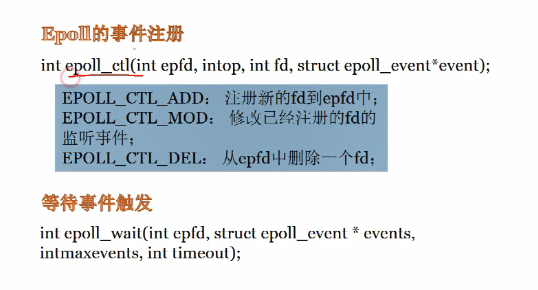 Epoll的事件注册
int epoll_ctl(int epfd, intop, int fd, struct epoll_event*event);
EPOLL_CTL_ADD： 注册新的fd到epfd中；
EPOLL_CTL_MOD： 修改已经注册的fd的
监听事件；
EPOLL_CTL_DEL： 从epfd中删除一个fd；
等待事件触发
int epoll_wait(int epfd, struct epoll_event * events,
intmaxevents, int timeout);